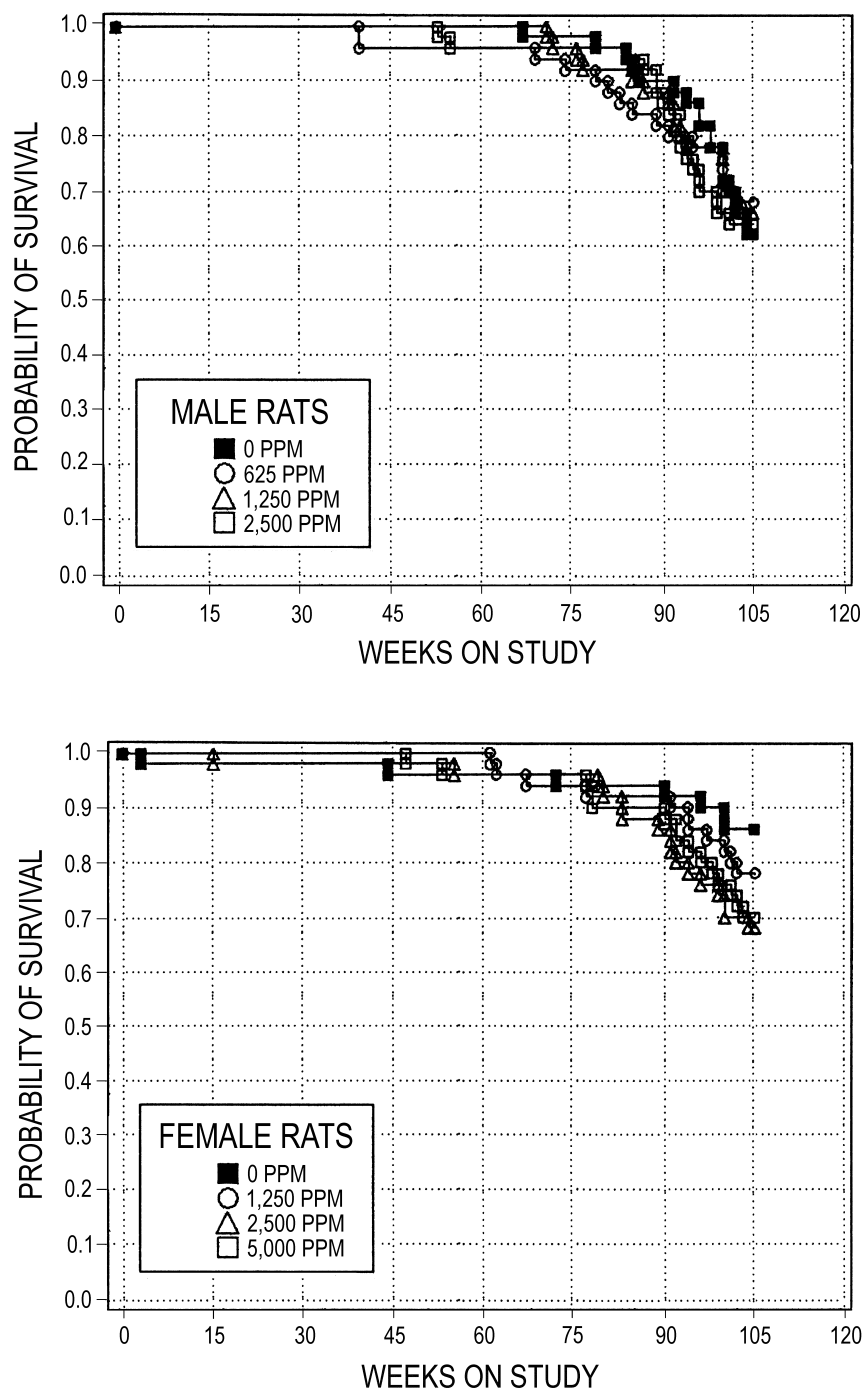 PROBABILITY OF SURVIVAL
1.0
0.9
0.8
0.7
0.6
0.5
0.4
0.3
0.2
0.1
0.0
MALE RATS
0 PPM
625 PPM
1,250 PPM
2,500 PPM
0 15 30 45 60 75 90 105 120
WEEKS ON STUDY
PROBABILITY OF SURVIVAL
1.0
0.9
0.8
0.7
0.6
0.5
0.4
0.3
0.2
0.1
0.0
FEMALE RATS
0 PPM
1,250 PPM
2,500 PPM
5,000 PPM
0 15 30 45 60 75 90 105 120
WEEKS ON STUDY